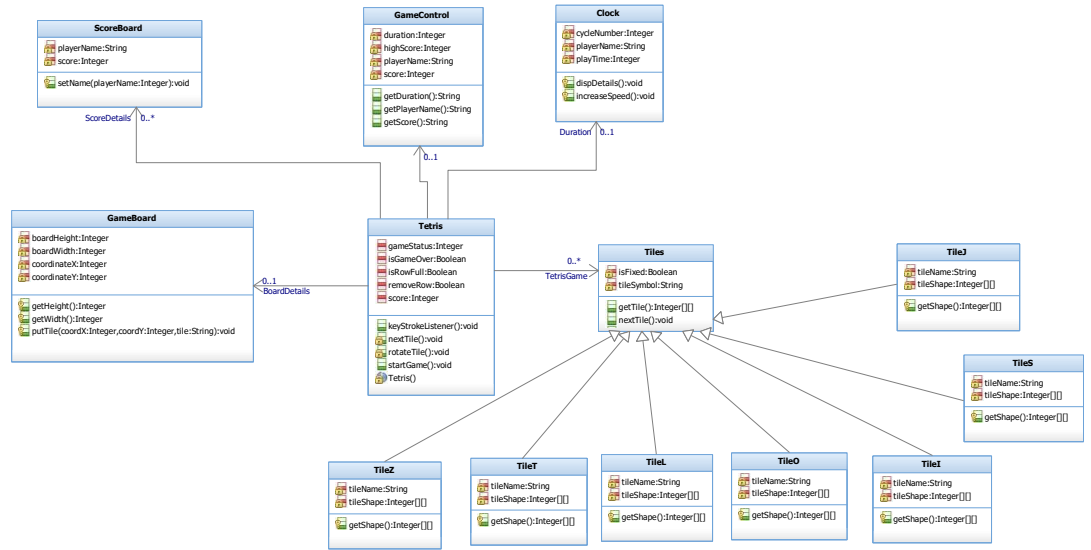 ScoreBoard
playerName:String
score:Integer
setName(playerName:Integer):void
GameControl
duration:Integer
highScore:Integer
playerName:String
score:Integer
getDuration():String
getPlayerName():String
getScore():String
Clock
cycleNumber:Integer
playerName:String
playTime:Integer
dispDetails():void
increaseSpeed():void
ScoreDetails
0..*
0..1
Duration
0..1
GameBoard
boardHeight:Integer
boardWidth:Integer
coordinateX:Integer
coordinateY:Integer
getHeight():Integer
getWidth():Integer
putTile(coordX:Integer,coordY:Integer,tile:String):void
0..1
BoardDetails
Tetris
gameStatus:Integer
isGameOver:Boolean
isRowFull:Boolean
removeRow:Boolean
score:Integer
keyStrokeListener():void
nextTile():void
rotateTile():void
startGame():void
Tetris()
0..*
TetrisGame
Tiles
isFixed:Boolean
tileSymbol:String
getTile():Integer[][]
nextTile():void
TileJ
tileName:String
tileShape:Integer[][]
getShape():Integer[][]
TileS
tileName:String
tileShape:Integer[][]
getShape():Integer[][]
TileZ
tileName:String
tileShape:Integer[][]
getShape():Integer[][]
TileT
tileName:String
tileShape:Integer[][]
getShape():Integer[][]
TileL
tileName:String
tileShape:Integer[][]
getShape():Integer[][]
TileO
tileName:String
tileShape:Integer[][]
getShape():Integer[][]
TileI
tileName:String
tileShape:Integer[][]
getShape():Integer[][]